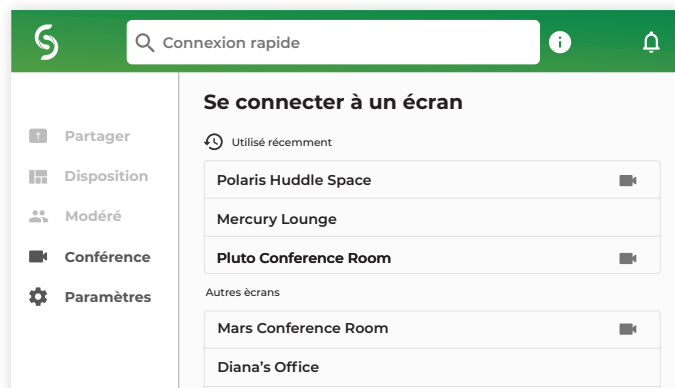 Connexion rapide
Se connecter à un écran
Utilisé récemment
Partager
Disposition
Modéré
Conférence
Paramètres
Polaris Huddle Space
Mercury Lounge
Pluto Conference Room
Autres ècrans
Mars Conference Room
Diana’s Office